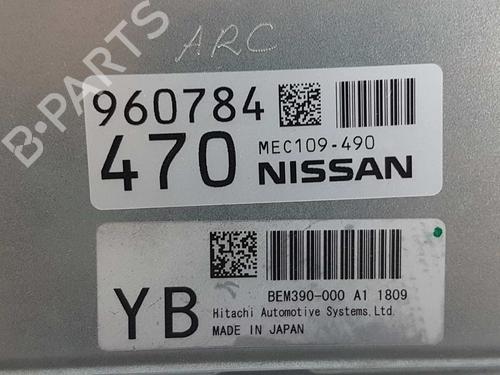 B-PARTS
ARC
960784
470 MEC109-490
NISSAN
YB BEM390-000 A1 1809
Hitachi Automotive Systems,Ltd.
MADE IN JAPAN